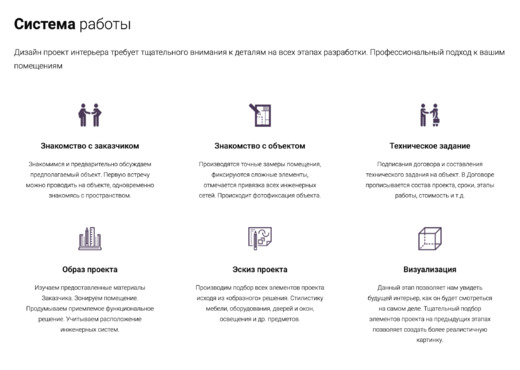 Система работы
Дизайн проект интерьера требует тщательного внимания к деталям на всех этапах разработки. Профессиональный подход к вашим
помещениям
Знакомство с заказчиком
Знакомимся и предварительно обсуждаем
предполагаемый объект. Первую встречу
можно проводить на объекте, одновременно
знакомясь с пространством.
Знакомство с объектом
Производятся точные замеры помещения,
фиксируются сложные элементы,
отмечается привязка всех инженерных
сетей. Происходит фотофиксация объекта.
Техническое задание
Подписания договора и составления
технического задания на объект. В Договоре
прописывается состав проекта, сроки, этапы
работы, стоимость и т.д.
Образ проекта
Изучаем предоставленные материалы
Заказчика. Зонируем помещение.
Продумываем приемлемое функциональное
решение. Учитываем расположение
инженерных систем.
Эскиз проекта
Производим подбор всех элементов проекта
исходя из «образного» решения. Стилистику
мебели, оборудования, дверей и окон,
освещения и др. предметов.
Визуализация
Данный этап позволяет нам увидеть
будущей интерьер, как он будет смотреться
на самом деле. Тщательный подбор
элементов проекта на предыдущих этапах
позволяет создать более реалистичную
картинку.